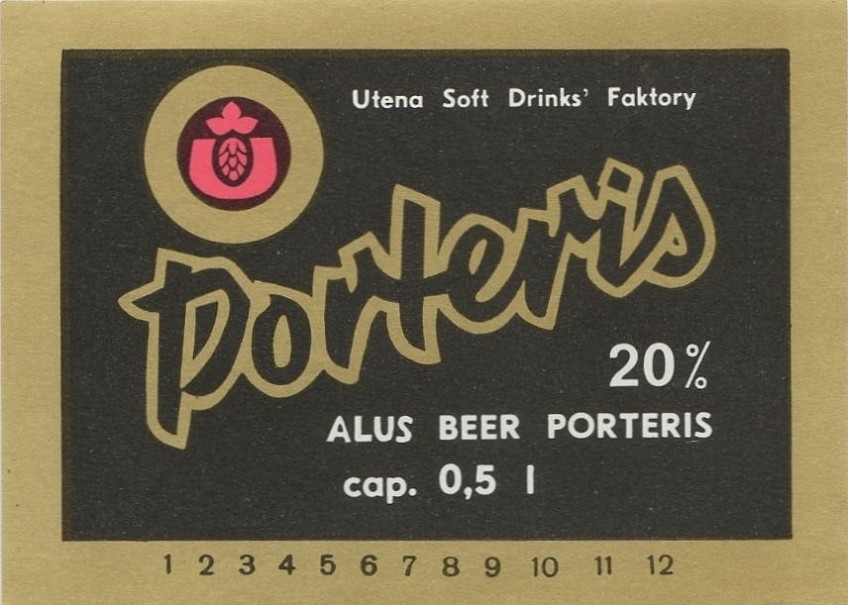 Utena Soft Drinks' Faktory
Porteris
20%
ALUS BEER PORTERIS
cap. 0,5 l
1 2 3 4 5 6 7 8 9 10 11 12